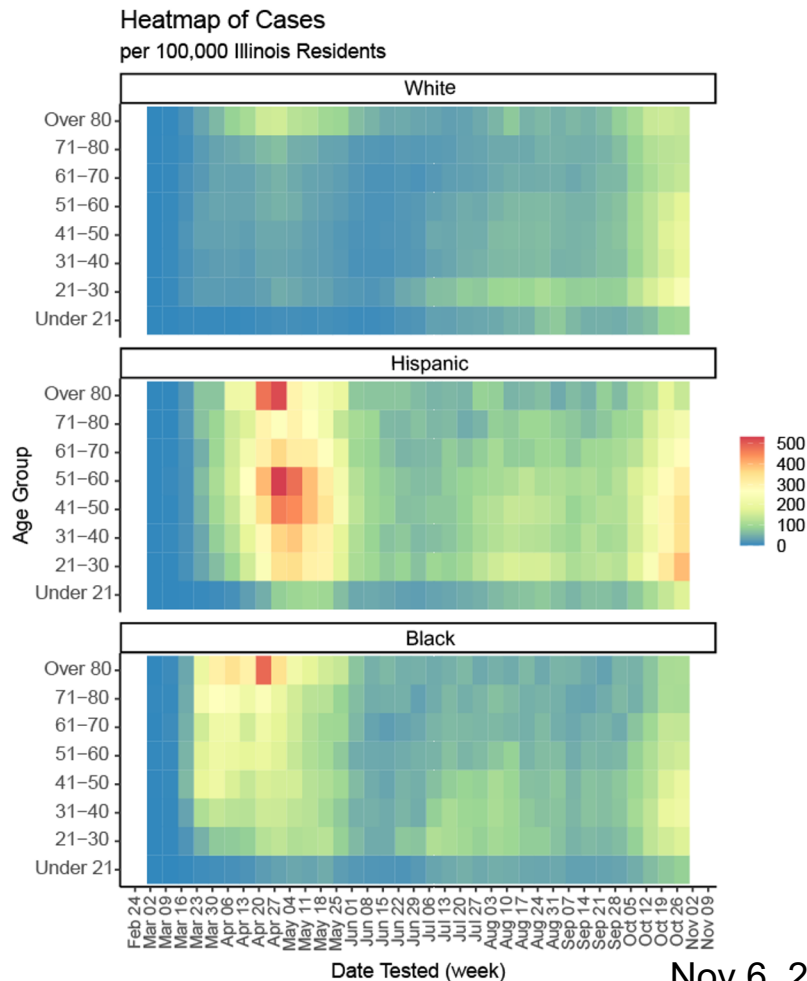 Heatmap of Cases
per 100,000 Illinois Residents
White
Over 80
71−80
61−70
51−60
41−50
31−40
21−30
Under 21
Hispanic
Over 80
71−80
61−70
51−60
41−50
31−40
21−30
Under 21
Age Group
500
400
300
200
100
0
Black
Over 80
71−80
61−70
51−60
41−50
31−40
21−30
Under 21
Feb 24
Mar 02
Mar 09
Mar 16
Mar 23
Mar 30
Apr 06
Apr 13
Apr 20
Apr 27
May 04
May 11
May 18
May 25
Jun 01
Jun 08
Jun 15
Jun 22
Jun 29
Jul 06
Jul 13
Jul 20
Jul 27
Aug 03
Aug 10
Aug 17
Aug 24
Aug 31
Sep 07
Sep 14
Sep 21
Sep 28
Oct 05
Oct 12
Oct 19
Oct 26
Nov 02
Nov 09
Date Tested (week)
Nov 6, 2